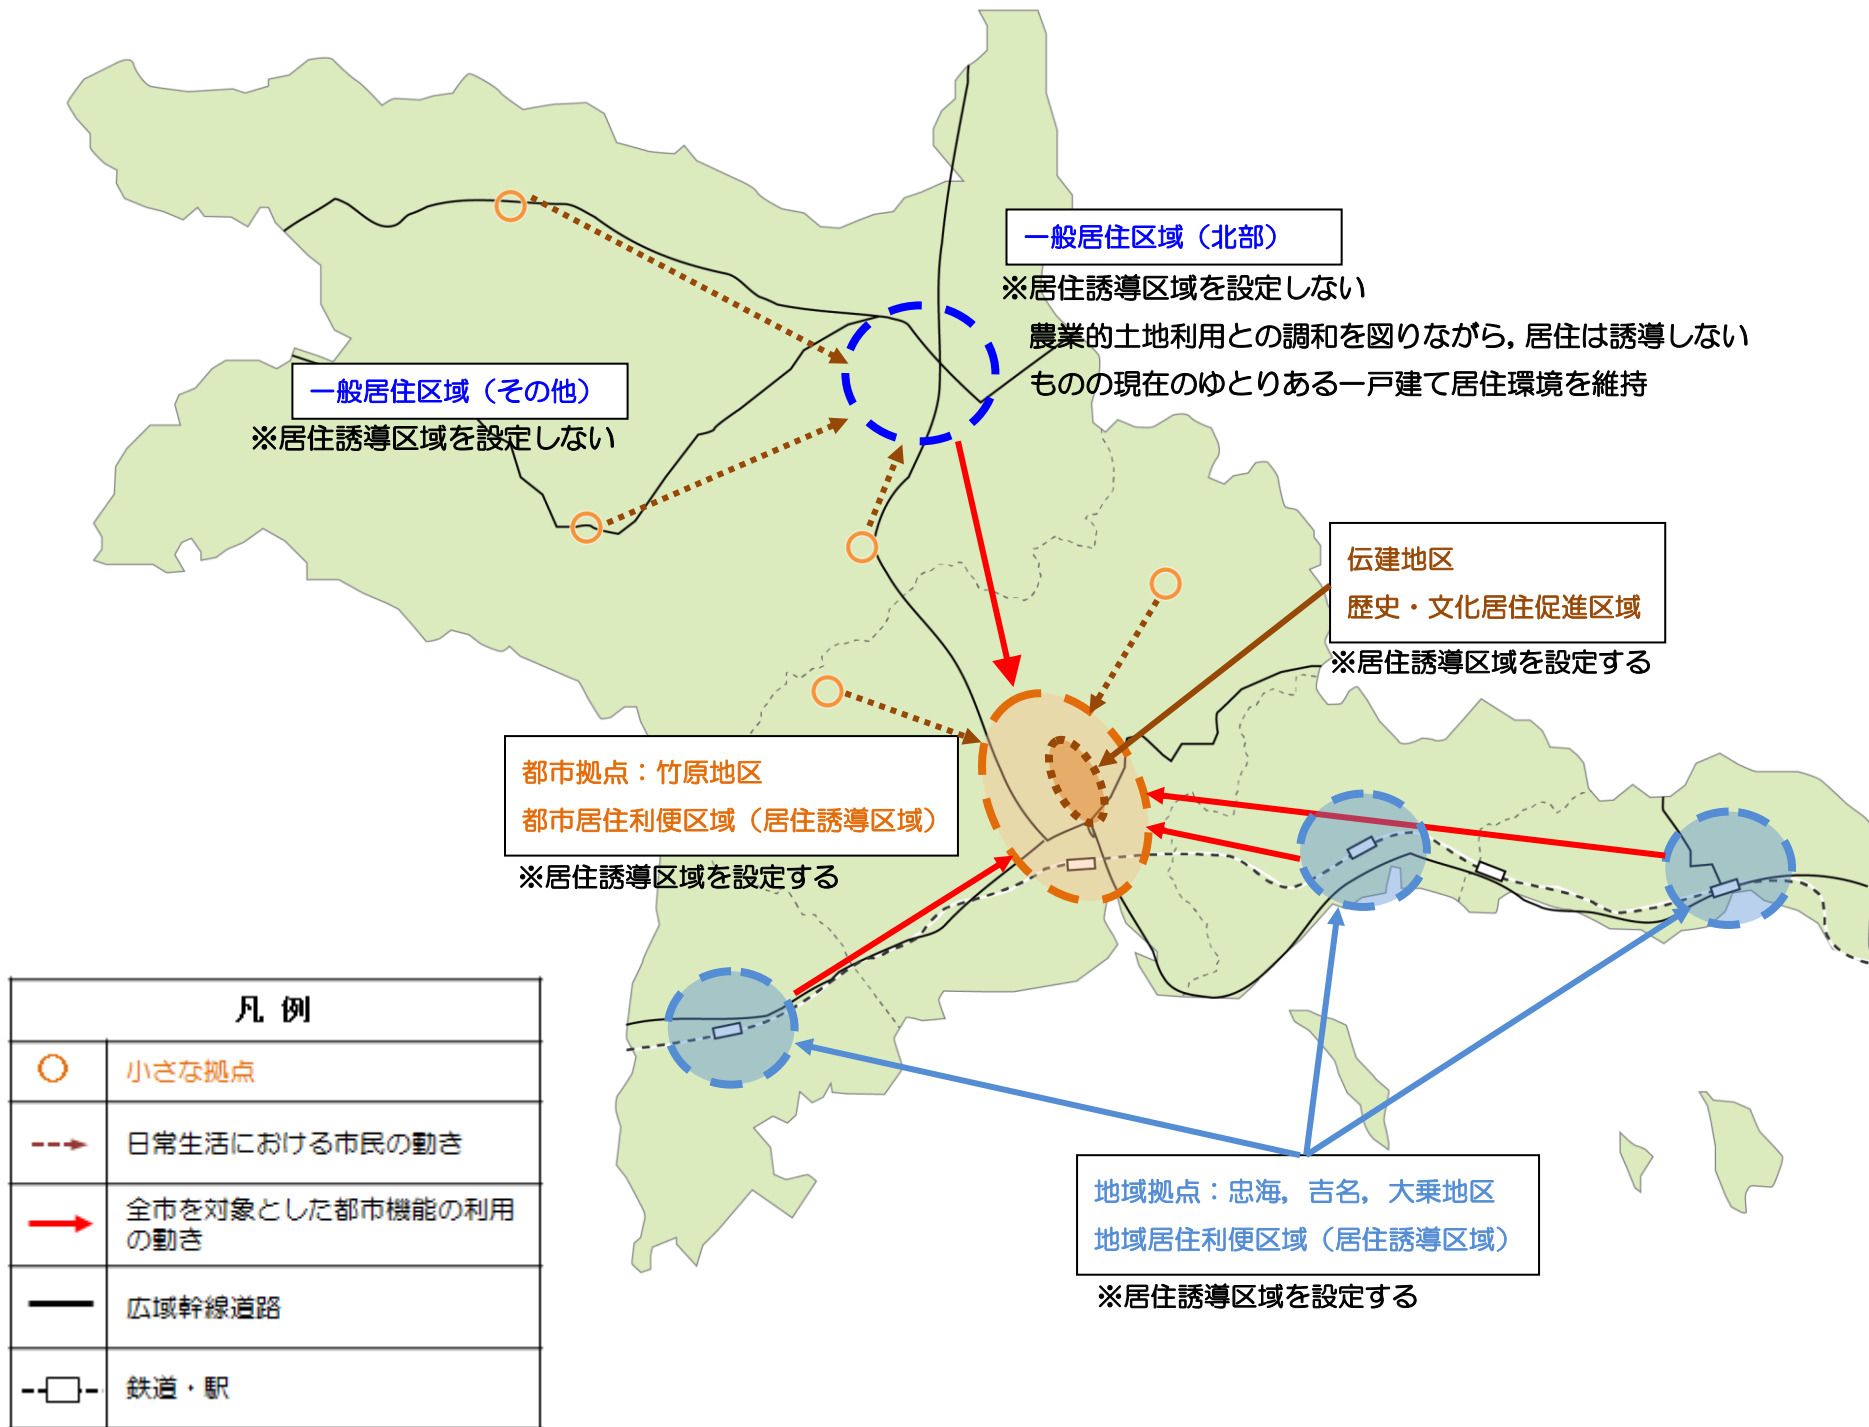 一般居住区域（北部）
※居住誘導区域を設定しない
農業的土地利用との調和を図りながら，居住は誘導しない
ものの現在のゆとりある一戸建て居住環境を維持
一般居住区域（その他）
※居住誘導区域を設定しない
伝建地区
歴史・文化居住促進区域
※居住誘導区域を設定する
都市拠点：竹原地区
都市居住利便区域（居住誘導区域）
※居住誘導区域を設定する
地域拠点：忠海，吉名，大乗地区
地域居住利便区域（居住誘導区域）
※居住誘導区域を設定する
凡 例
小さな拠点
日常生活における市民の動き
全市を対象とした都市機能の利用
の動き
広域幹線道路
鉄道・駅